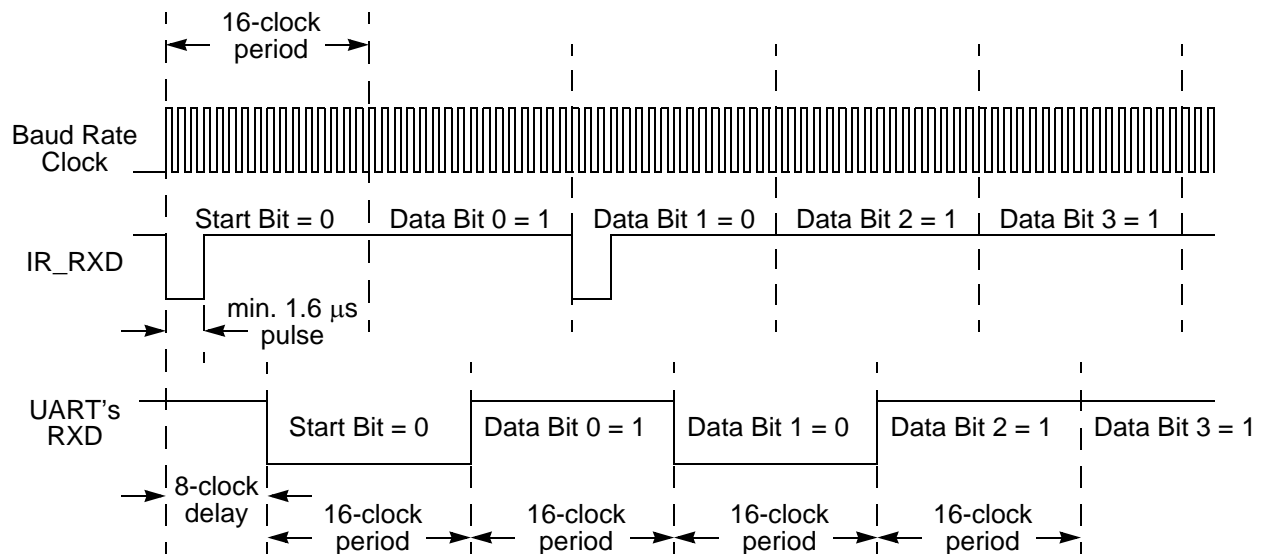 16-clock
period
Baud Rate
Clock
Start Bit = 0
Data Bit 0 = 1
Data Bit 1 = 0
Data Bit 2 = 1
Data Bit 3 = 1
IR_RXD
min. 1.6 μs
pulse
UART's
RXD
Start Bit = 0
Data Bit 0 = 1
Data Bit 1 = 0
Data Bit 2 = 1
Data Bit 3 = 1
8-clock
delay
16-clock
period
16-clock
period
16-clock
period
16-clock
period